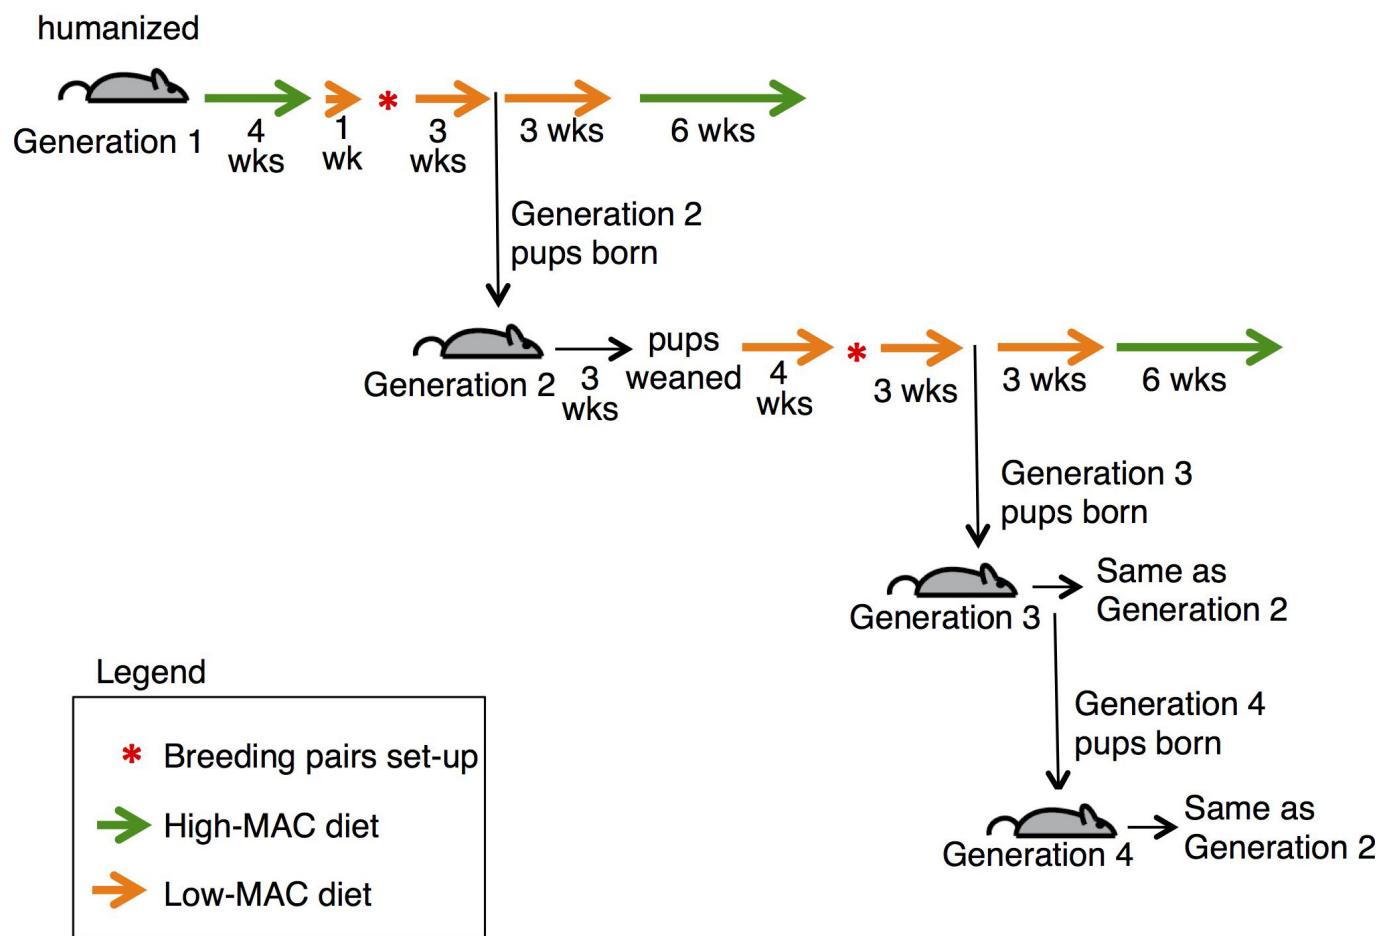 humanized
Generation 1
4
wks
1
wk
*
3
wks
3 wks
6 wks
Generation 2
pups born
Generation 2
3
wks
pups
weaned
4
wks
*
3 wks
3 wks
6 wks
Generation 3
pups born
Generation 3
Same as
Generation 2
Generation 4
pups born
Generation 4
Same as
Generation 2
Legend
* Breeding pairs set-up
High-MAC diet
Low-MAC diet